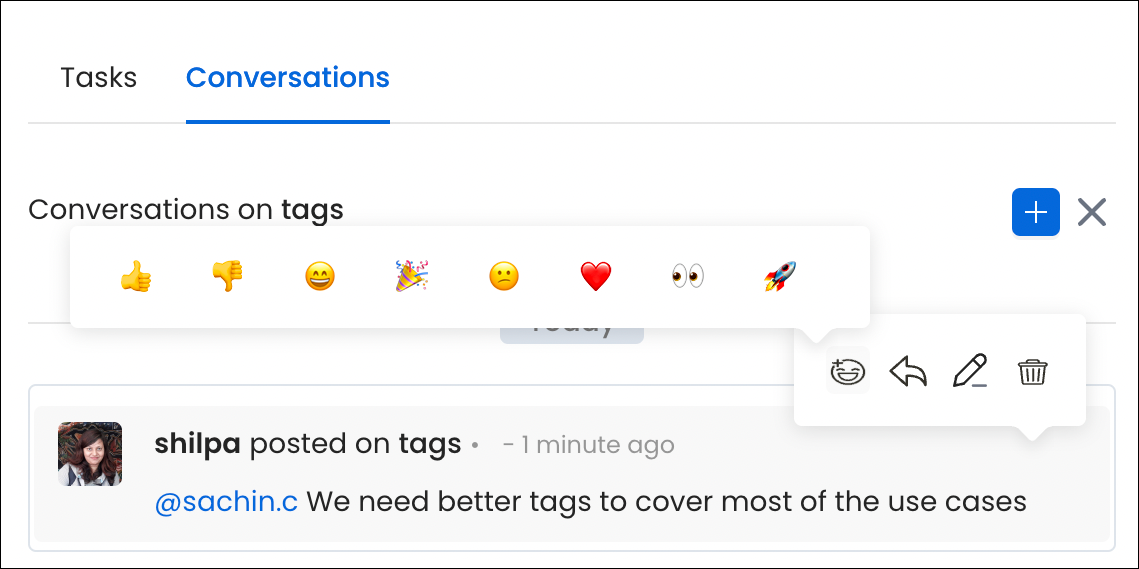 Tasks Conversations
Conversations on tags
Today
shilpa posted on tags • - 1 minute ago
@sachin.c We need better tags to cover most of the use cases